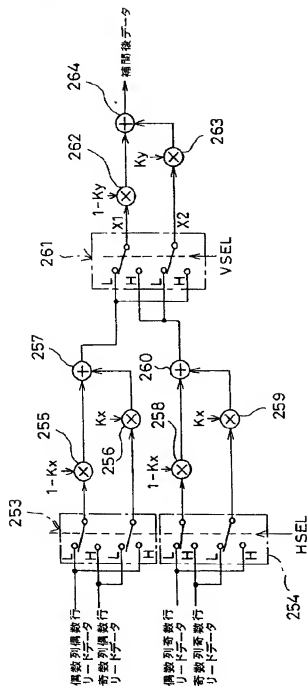 偶数列偶数行
リードデータ
奇数列偶数行
リードデータ
偶数列奇数行
リードデータ
奇数列奇数行
リードデータ
253
L
H
L
H
L
H
L
H
254
HSEL
1-Kx
255
Kx
256
257
1-Kx
258
Kx
259
260
261
L
H
L
H
VSEL
X1
X2
1-Ky
262
Ky
263
264
補間後データ